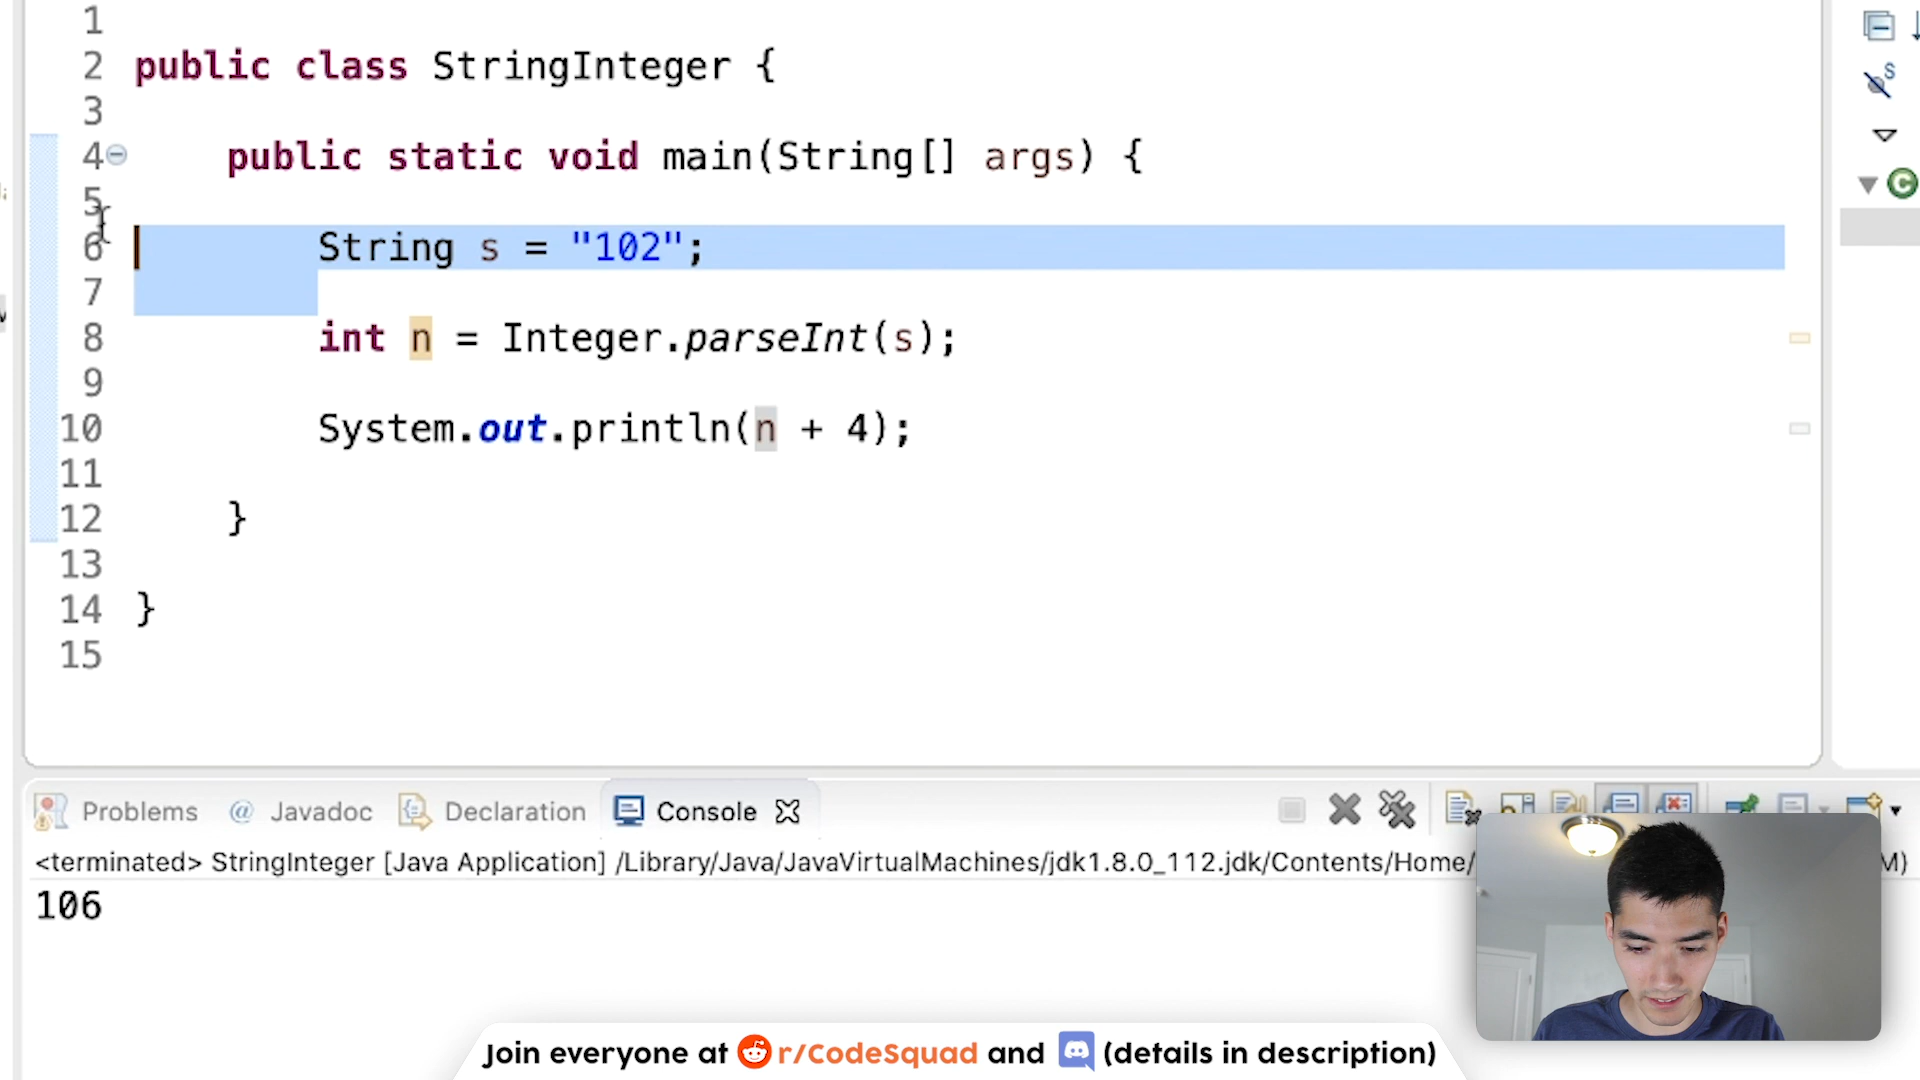 1
2 public class StringInteger {
3
4 public static void main(String[] args) {
5
6 String s = "102";
7
8 int n = Integer.parseInt(s);
9
10 System.out.println(n + 4);
11
12 }
13
14 }
15
Problems @ Javadoc Declaration Console
<terminated> StringInteger [Java Application] /Library/Java/JavaVirtualMachines/jdk1.8.0_112.jdk/Contents/Home/ M)
106
Join everyone at r/CodeSquad and (details in description)